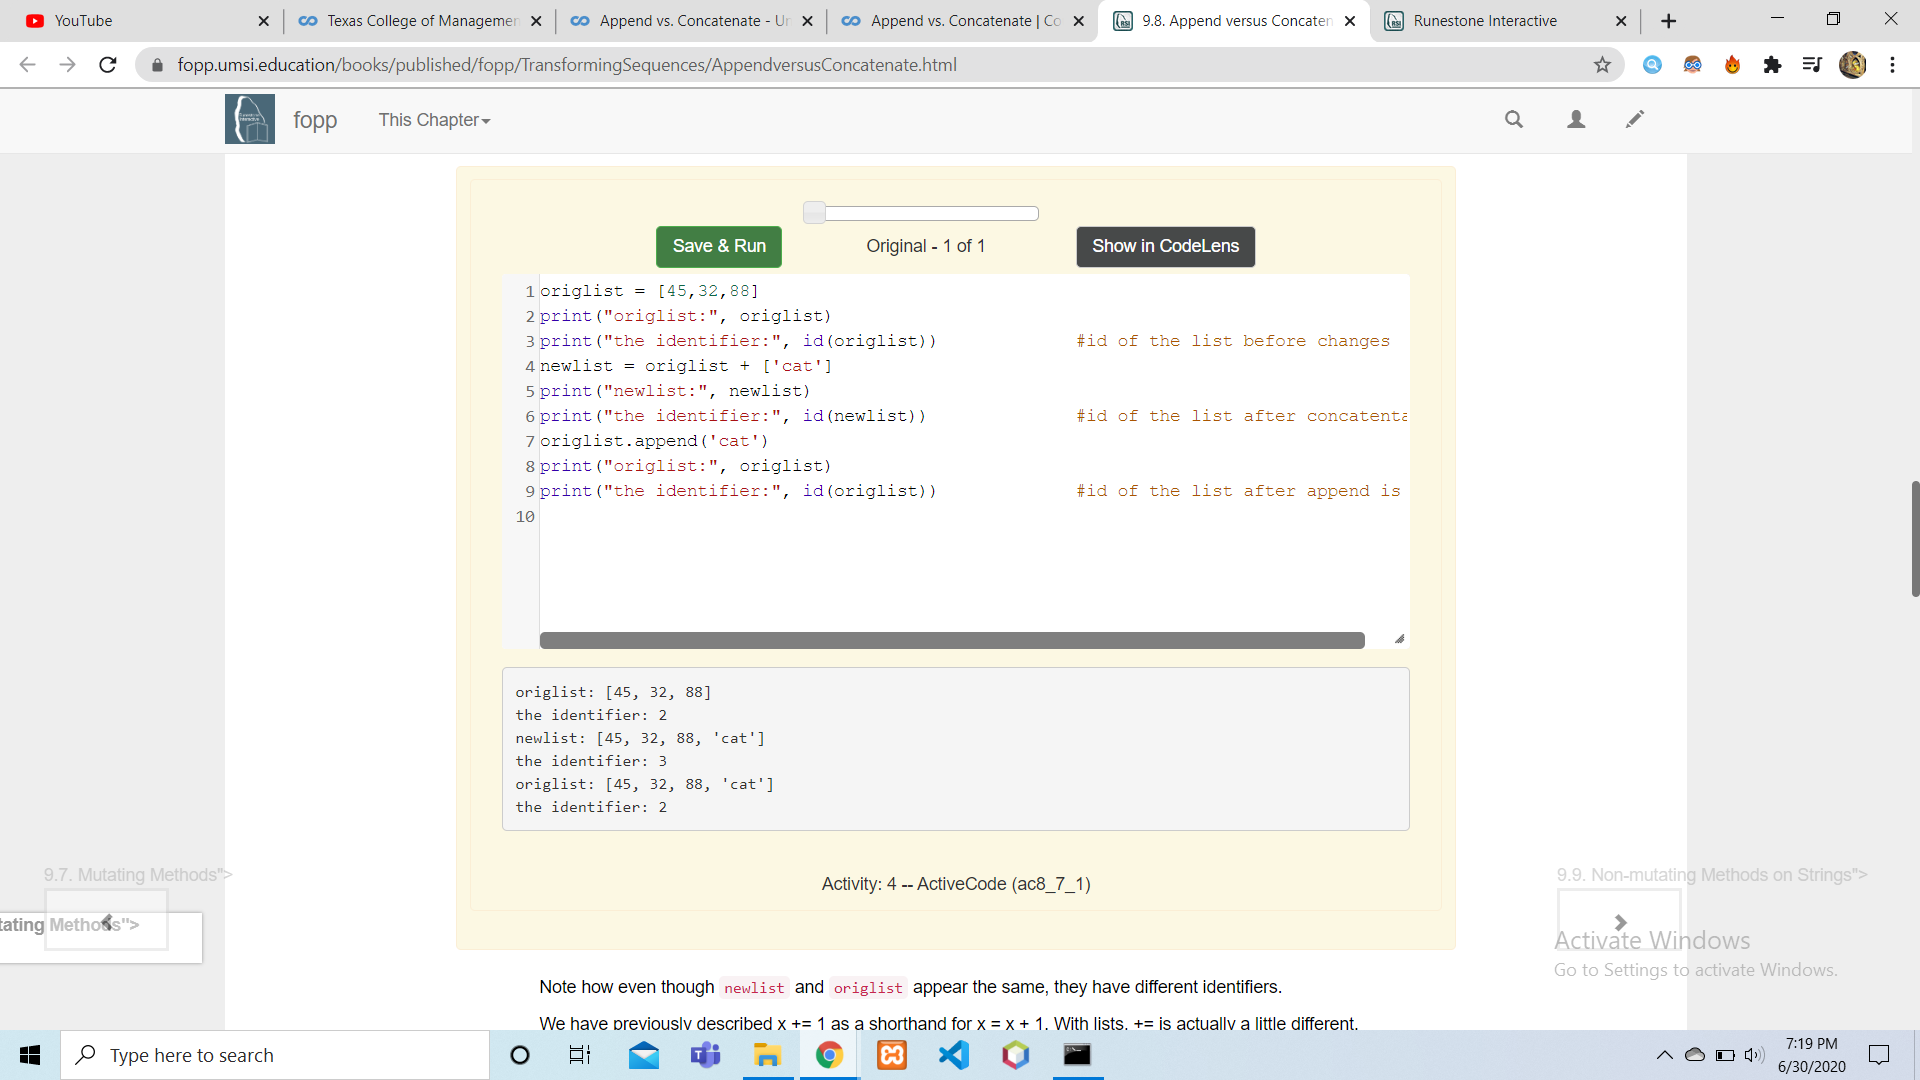 YouTube
Texas College of Managemen
Append vs. Concatenate - Un
Append vs. Concatenate | Co
9.8. Append versus Concaten
Runestone Interactive
fopp.umsi.education/books/published/fopp/TransformingSequences/AppendversusConcatenate.html
fopp
This Chapter
Save & Run
Original - 1 of 1
Show in CodeLens
1 origlist = [45,32,88]
2 print("origlist:", origlist)
3 print("the identifier:", id(origlist)) #id of the list before changes
4 newlist = origlist + ['cat']
5 print("newlist:", newlist)
6 print("the identifier:", id(newlist)) #id of the list after concatenta
7 origlist.append('cat')
8 print("origlist:", origlist)
9 print("the identifier:", id(origlist)) #id of the list after append is
10
origlist: [45, 32, 88]
the identifier: 2
newlist: [45, 32, 88, 'cat']
the identifier: 3
origlist: [45, 32, 88, 'cat']
the identifier: 2
Activity: 4 -- ActiveCode (ac8_7_1)
9.7. Mutating Methods">
tating Methods">
9.9. Non-mutating Methods on Strings">
Activate Windows
Go to Settings to activate Windows.
Note how even though newlist and origlist appear the same, they have different identifiers.
We have previously described x += 1 as a shorthand for x = x + 1. With lists, += is actually a little different.
Type here to search
7:19 PM
6/30/2020